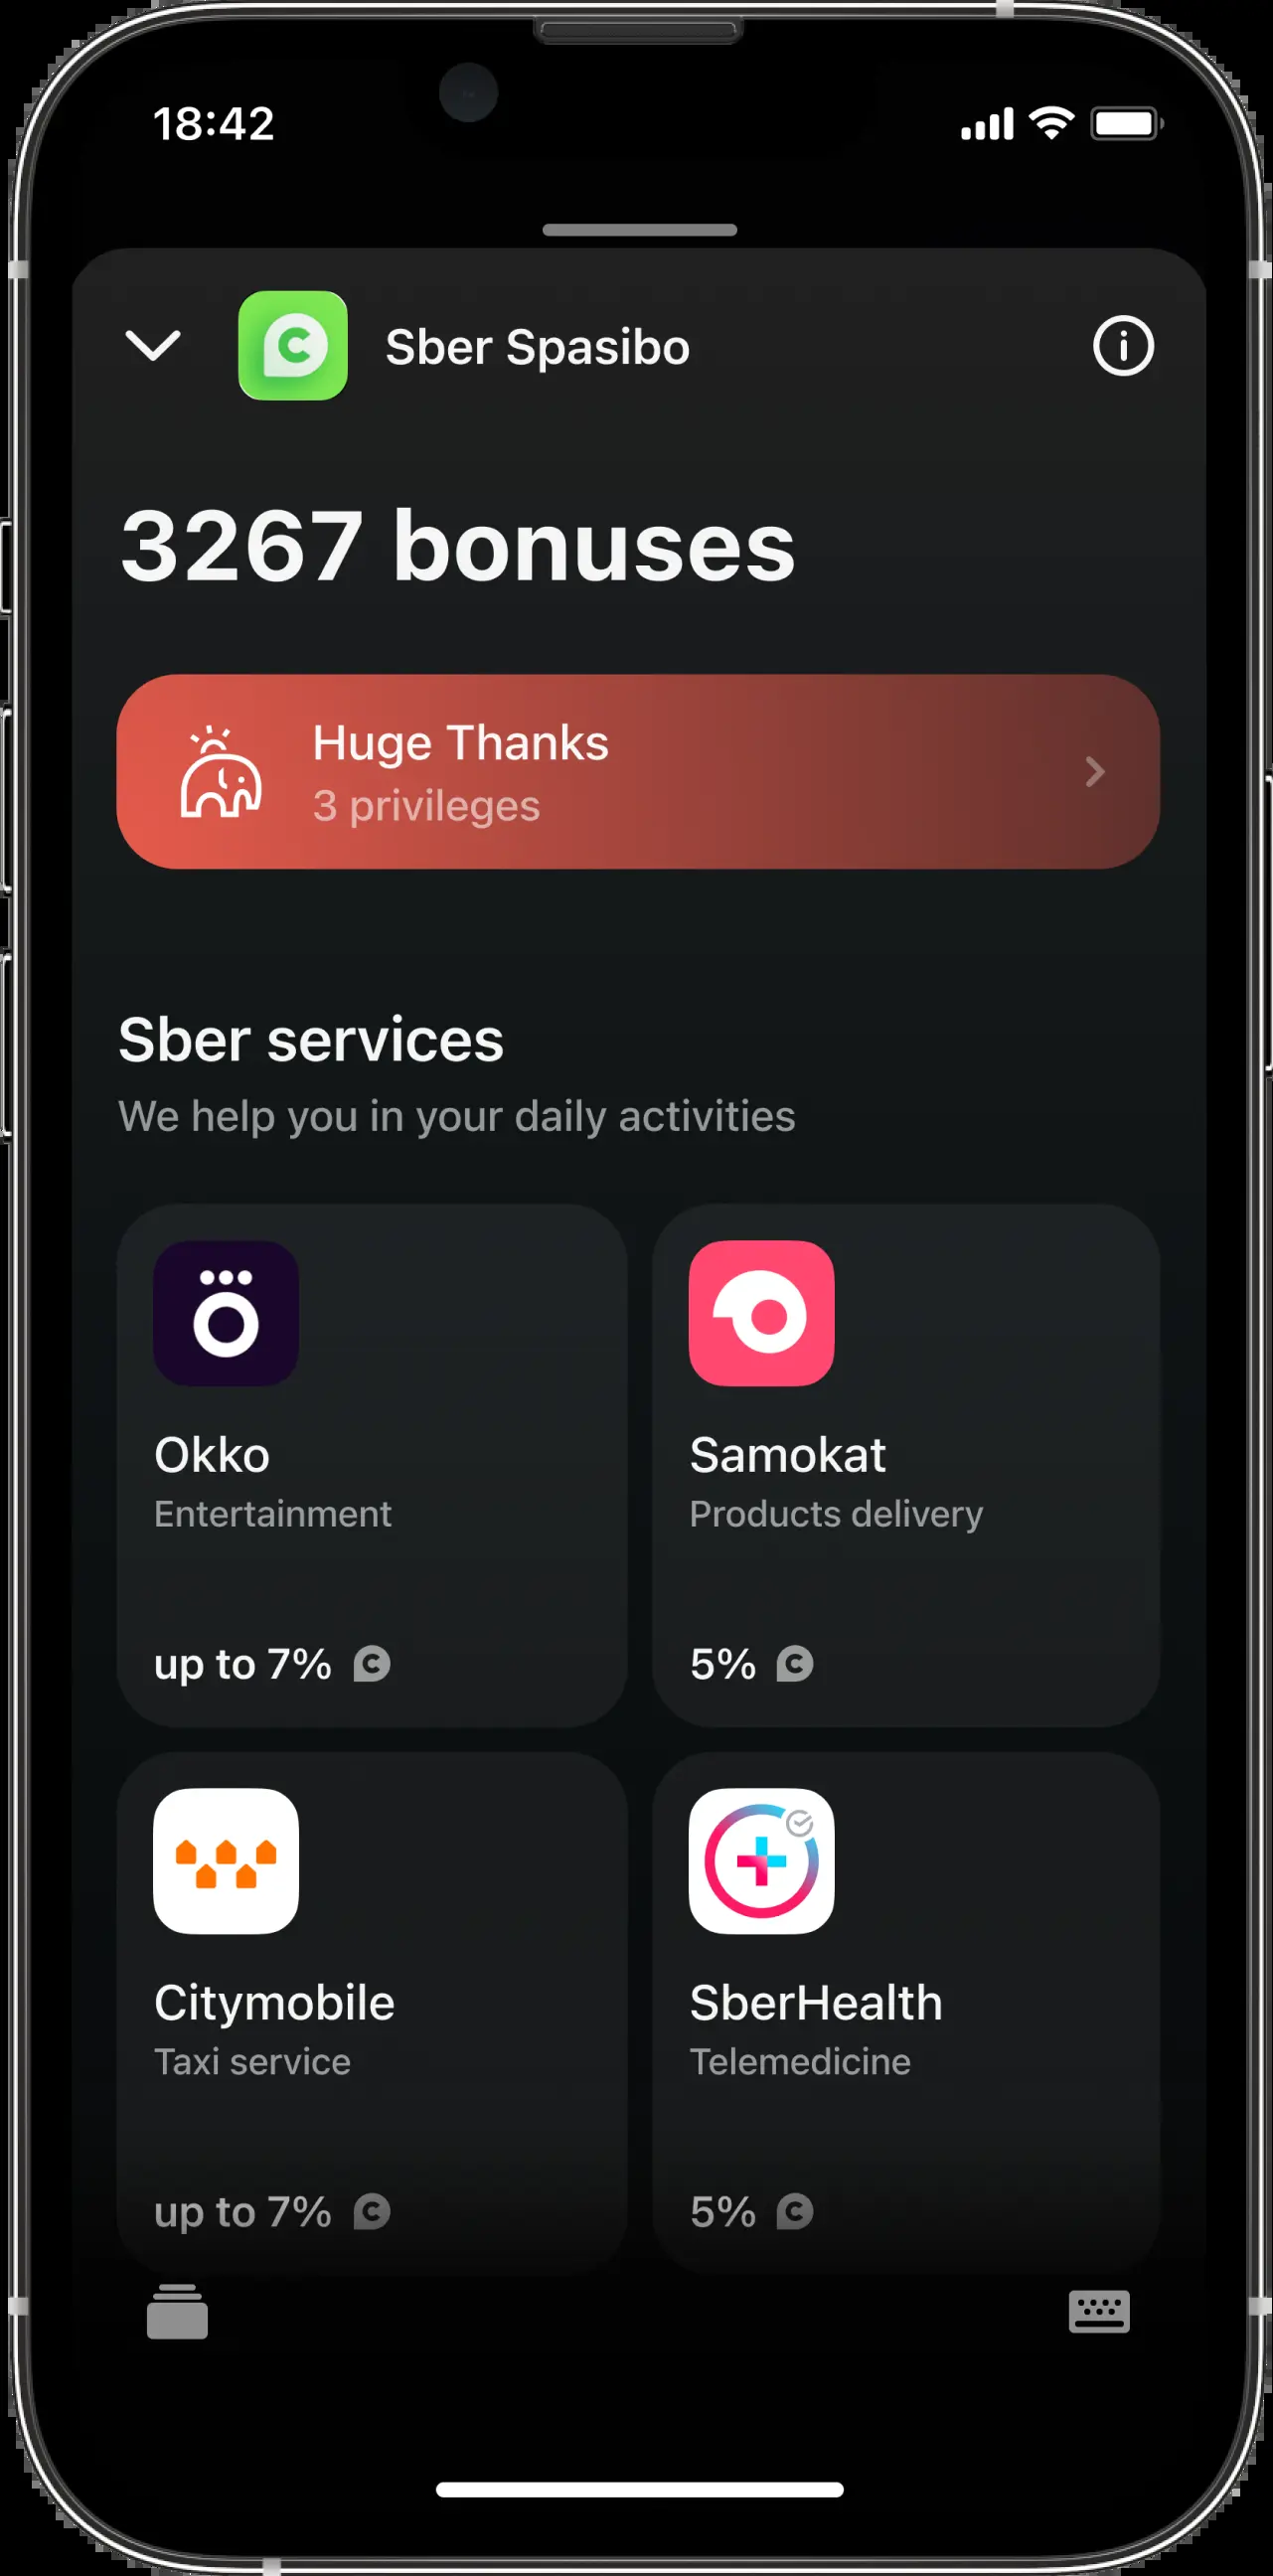 18:42
Sber Spasibo
3267 bonuses
Huge Thanks
3 privileges
Sber services
We help you in your daily activities
Okko
Entertainment
up to 7%
Samokat
Products delivery
5%
Citymobile
Taxi service
up to 7%
SberHealth
Telemedicine
5%